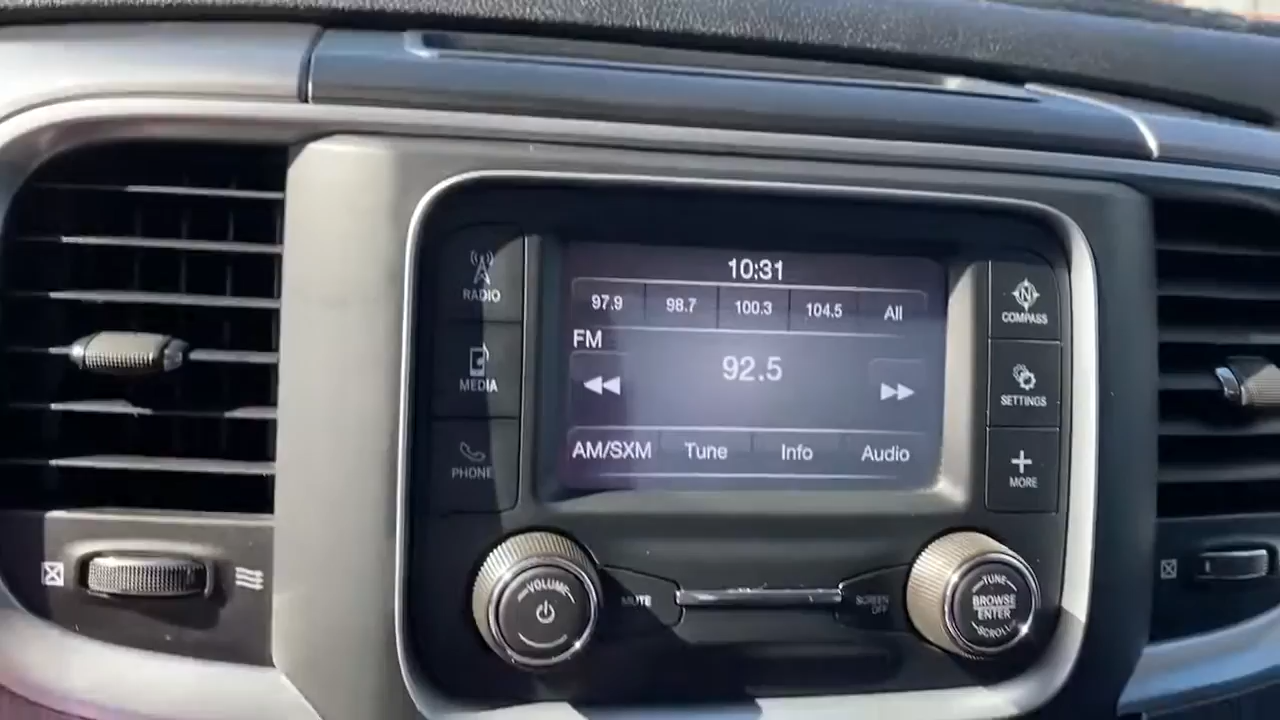 RADIO
MEDIA
PHONE
10:31
97.9 98.7 100.3 104.5 All
FM
92.5
AM/SXM Tune Info Audio
N
COMPASS
SETTINGS
MORE
VOLUME
MUTE
SCREEN
OFF
TUNE
BROWSE
ENTER
SCROLL